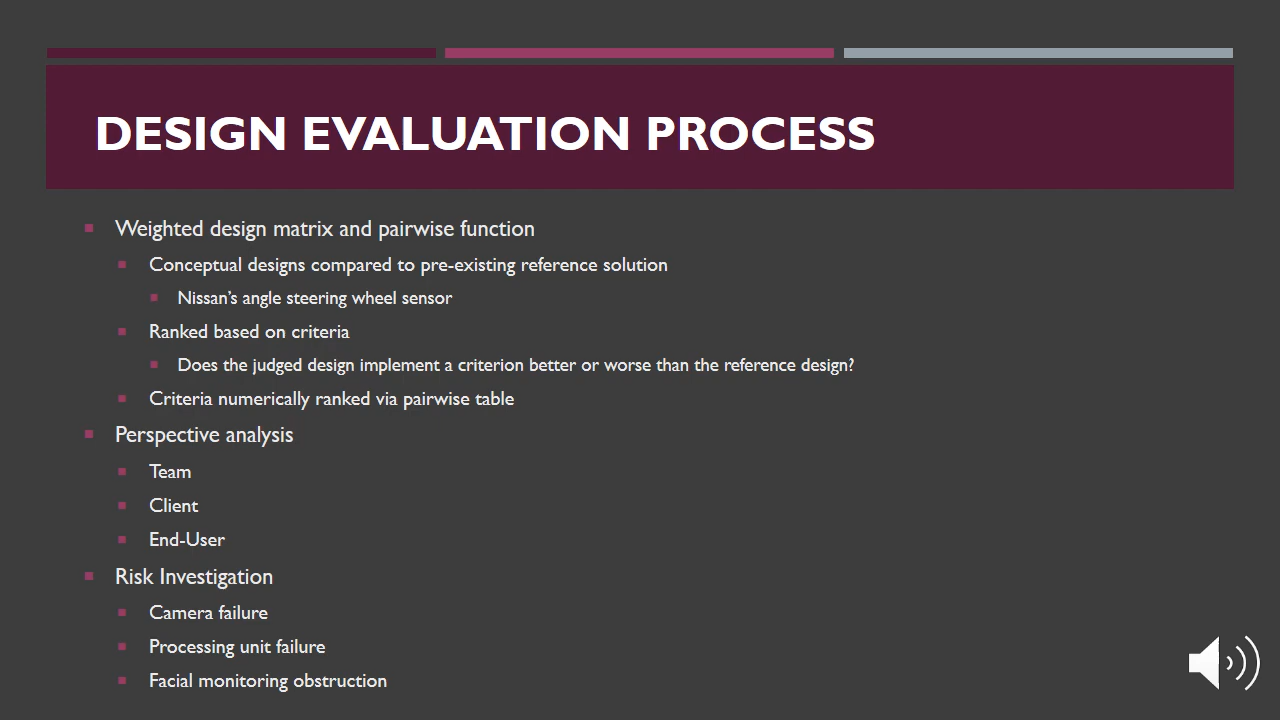 DESIGN EVALUATION PROCESS
Weighted design matrix and pairwise function
Conceptual designs compared to pre-existing reference solution
Nissan’s angle steering wheel sensor
Ranked based on criteria
Does the judged design implement a criterion better or worse than the reference design?
Criteria numerically ranked via pairwise table
Perspective analysis
Team
Client
End-User
Risk Investigation
Camera failure
Processing unit failure
Facial monitoring obstruction